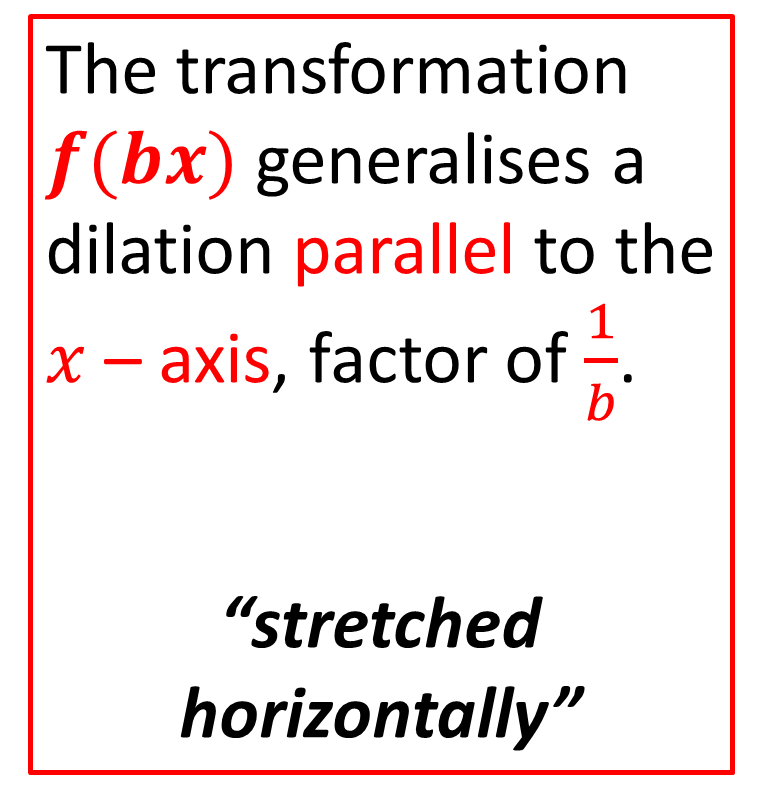 The transformation
f(bx) generalises a
dilation parallel to the
x – axis, factor of 1/b.
“stretched
horizontally”